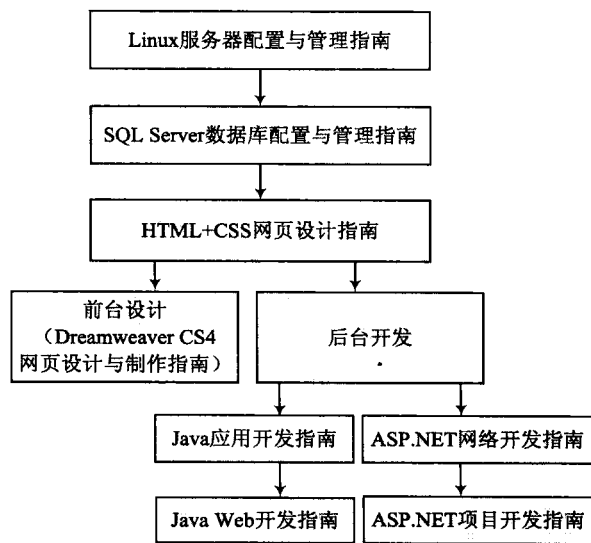 Linux服务器配置与管理指南
SQL Server数据库配置与管理指南
HTML+CSS网页设计指南
前台设计
（Dreamweaver CS4
网页设计与制作指南）
后台开发
Java应用开发指南
ASP.NET网络开发指南
Java Web开发指南
ASP.NET项目开发指南